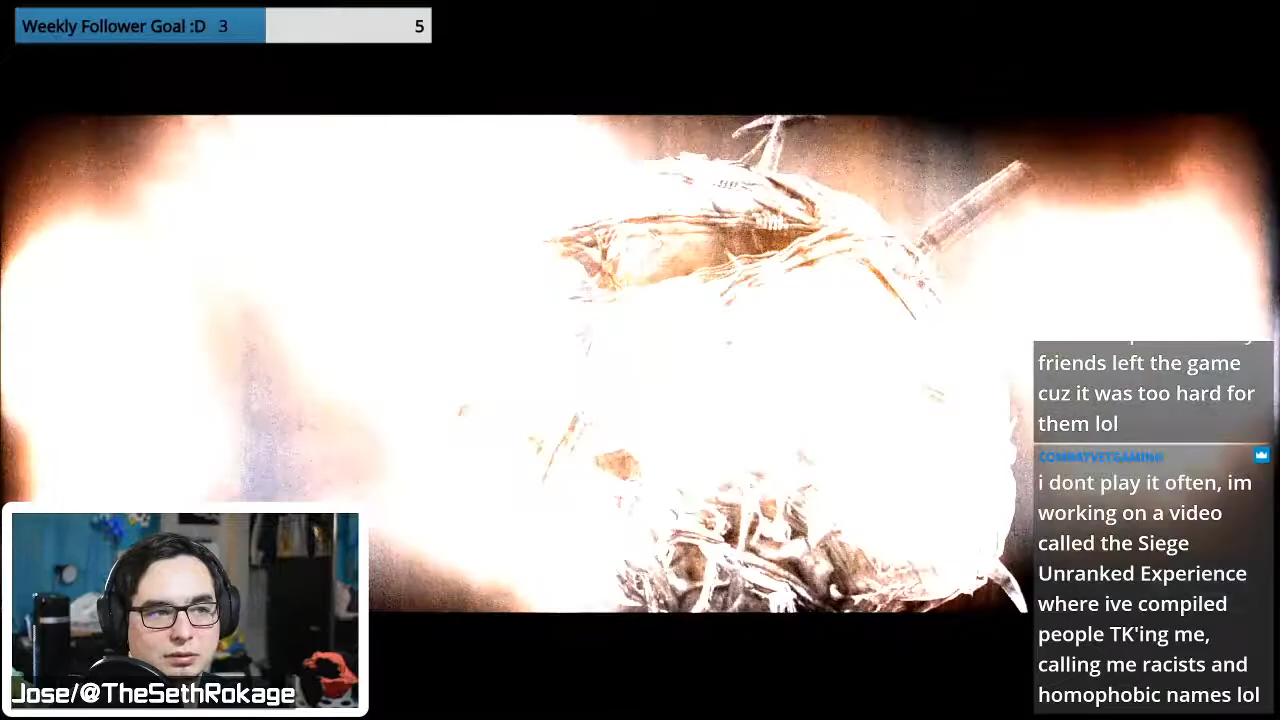 Weekly Follower Goal :D 3
5
friends left the game
cuz it was too hard for
them lol
COMBATVETGAMING
i dont play it often, im
working on a video
called the Siege
Unranked Experience
where ive compiled
people TK'ing me,
calling me racists and
homophobic names lol
Jose/@TheSethRokage